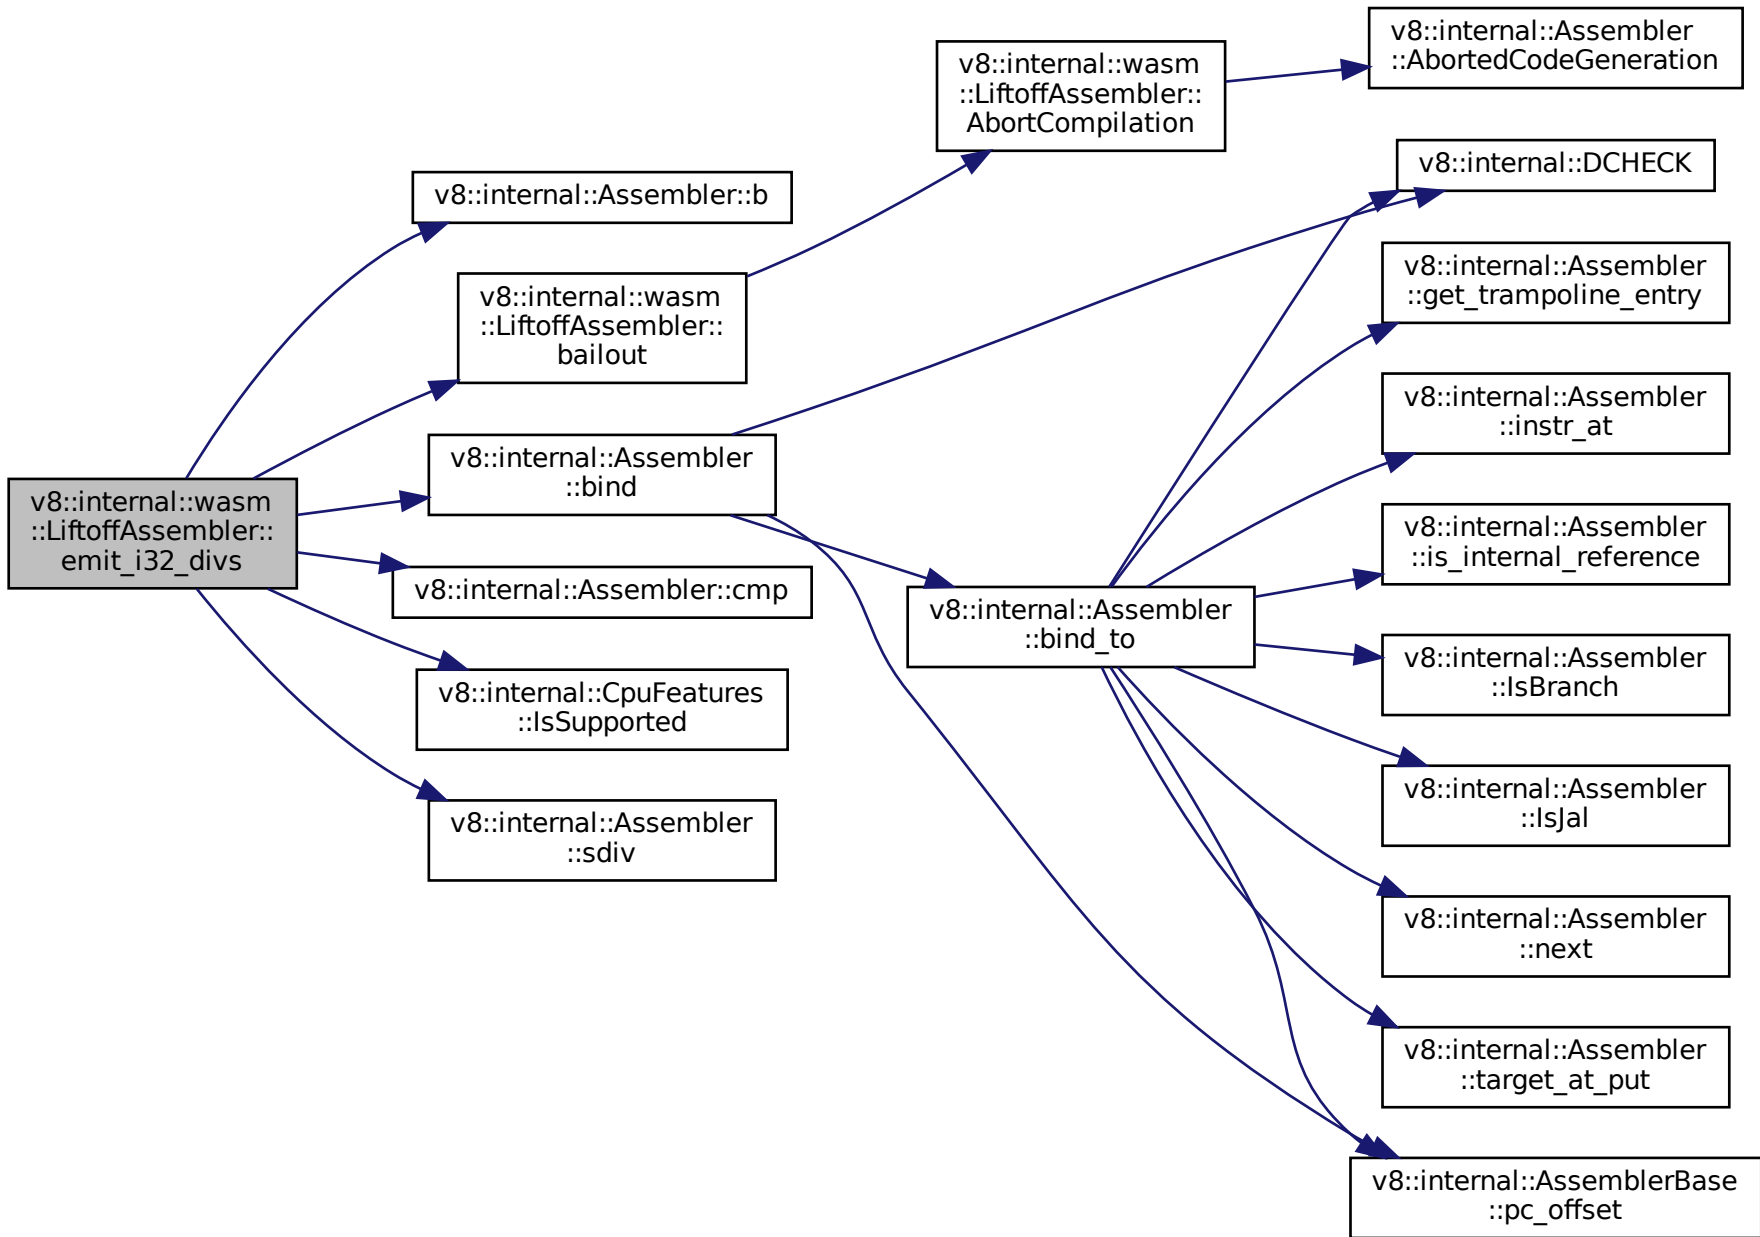 v8::internal::wasm
::LiftoffAssembler::
emit_i32_divs
v8::internal::Assembler::b
v8::internal::wasm
::LiftoffAssembler::
bailout
v8::internal::Assembler
::bind
v8::internal::Assembler::cmp
v8::internal::CpuFeatures
::IsSupported
v8::internal::Assembler
::sdiv
v8::internal::wasm
::LiftoffAssembler::
AbortCompilation
v8::internal::Assembler
::bind_to
v8::internal::Assembler
::AbortedCodeGeneration
v8::internal::DCHECK
v8::internal::Assembler
::get_trampoline_entry
v8::internal::Assembler
::instr_at
v8::internal::Assembler
::is_internal_reference
v8::internal::Assembler
::IsBranch
v8::internal::Assembler
::IsJal
v8::internal::Assembler
::next
v8::internal::Assembler
::target_at_put
v8::internal::AssemblerBase
::pc_offset